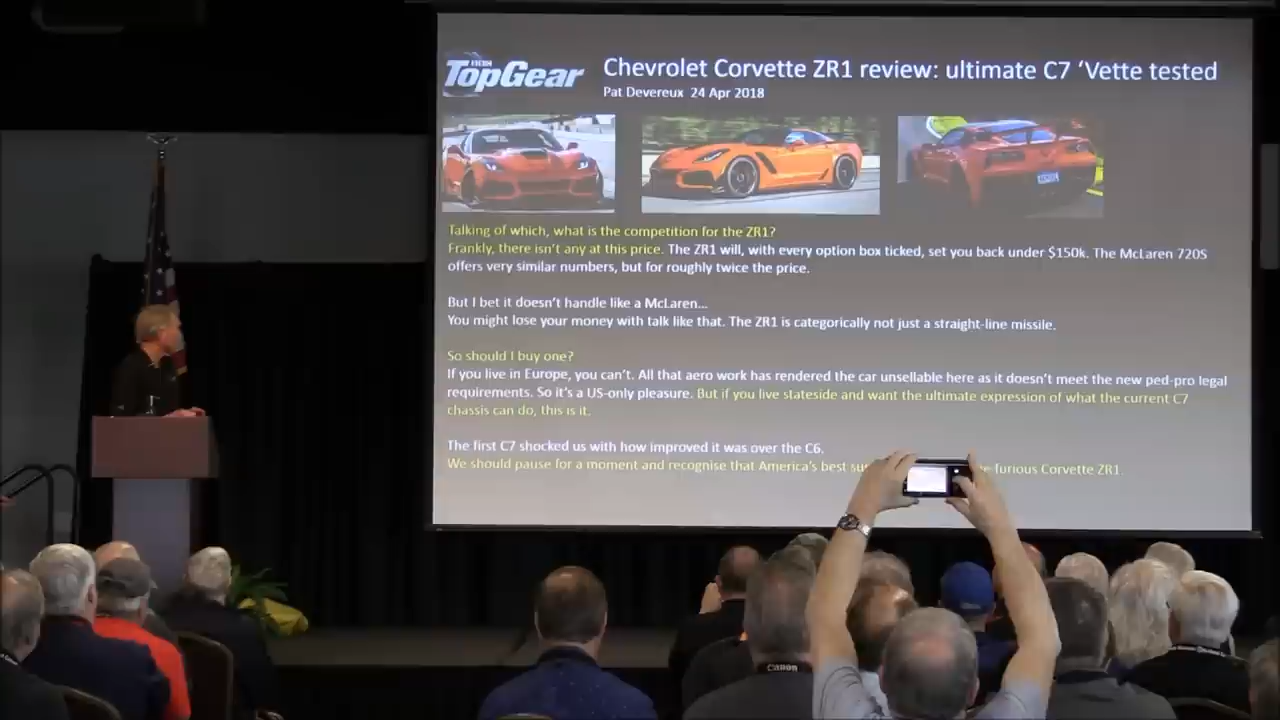 TopGear
Chevrolet Corvette ZR1 review: ultimate C7 ‘Vette tested
Pat Devereux 24 Apr 2018
Talking of which, what is the competition for the ZR1?
Frankly, there isn’t any at this price. The ZR1 will, with every option box ticked, set you back under $150k. The McLaren 720S
offers very similar numbers, but for roughly twice the price.
But I bet it doesn’t handle like a McLaren…
You might lose your money with talk like that. The ZR1 is categorically not just a straight-line missile.
So should I buy one?
If you live in Europe, you can’t. All that aero work has rendered the car unsellable here as it doesn’t meet the new ped-pro legal
requirements. So it’s a US-only pleasure. But if you live stateside and want the ultimate expression of what the current C7
chassis can do, this is it.
The first C7 shocked us with how improved it was over the C6.
We should pause for a moment and recognise that America’s best furious Corvette ZR1.
Canon